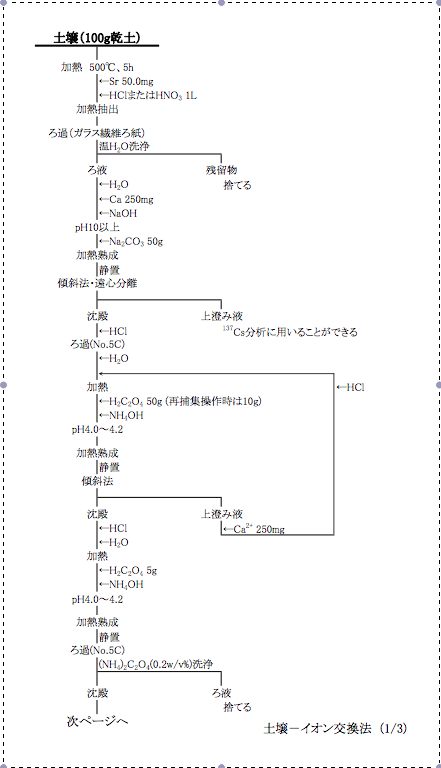 土壌(100g乾土)
加熱 500℃、5h
←Sr 50.0mg
←HClまたはHNO₃ 1L
加熱抽出
ろ過(ガラス繊維ろ紙)
温H₂O洗浄
ろ液 残留物
←H₂O 捨てる
←Ca 250mg
←NaOH
pH10以上
←Na₂CO₃ 50g
加熱熟成
静置
傾斜法・遠心分離
沈殿 上澄み液
←HCl ¹³⁷Cs分析に用いることができる
ろ過(No.5C)
←H₂O
加熱 ←HCl
←H₂C₂O₄ 50g (再捕集操作時は10g)
←NH₄OH
pH4.0～4.2
加熱熟成
静置
傾斜法
沈殿 上澄み液
←HCl ←Ca²⁺ 250mg
←H₂O
加熱
←H₂C₂O₄ 5g
←NH₄OH
pH4.0～4.2
加熱熟成
静置
ろ過(No.5C)
(NH₄)₂C₂O₄(0.2w/v%)洗浄
沈殿 ろ液
捨てる
次ページへ
土壌－イオン交換法 (1/3)